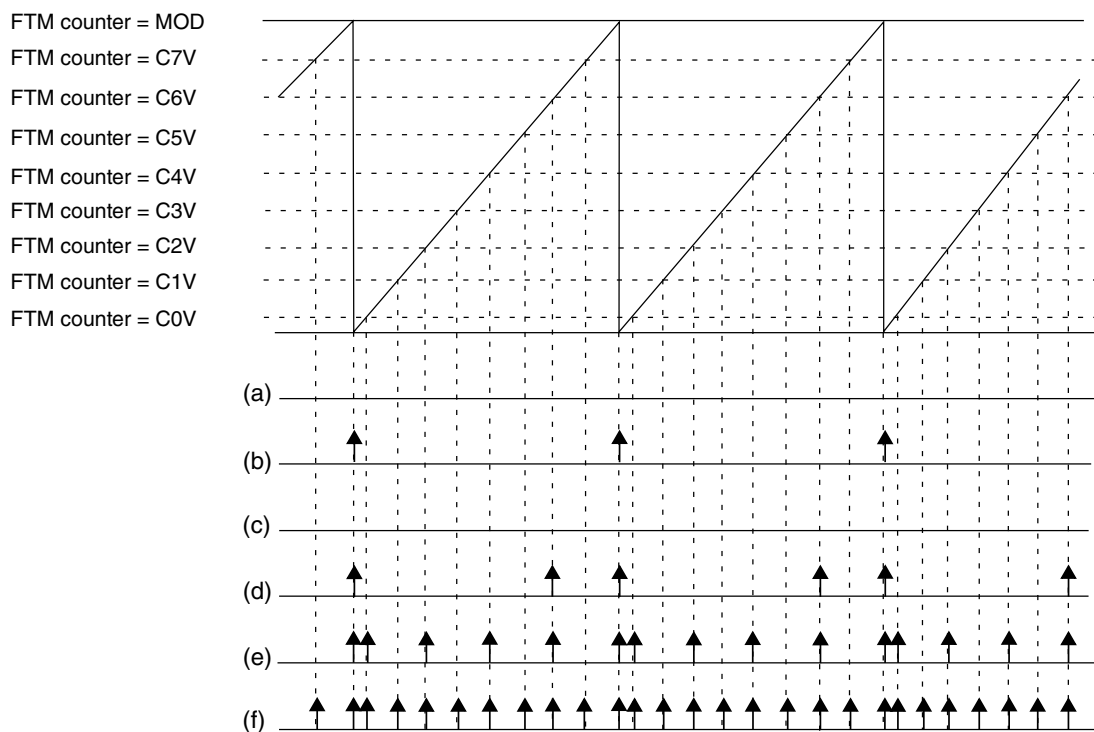 FTM counter = MOD
FTM counter = C7V
FTM counter = C6V
FTM counter = C5V
FTM counter = C4V
FTM counter = C3V
FTM counter = C2V
FTM counter = C1V
FTM counter = C0V
(a)
(b)
(c)
(d)
(e)
(f)